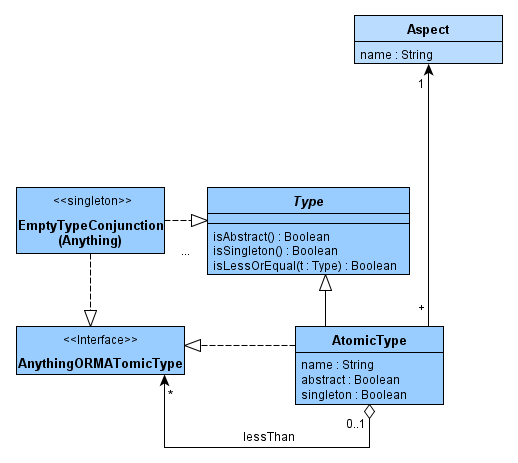 Aspect
name : String
1
<<singleton>>
EmptyTypeConjunction
(Anything)
...
Type
isAbstract() : Boolean
isSingleton() : Boolean
isLessOrEqual(t : Type) : Boolean
+
<<Interface>>
AnythingORMATomicType
AtomicType
name : String
abstract : Boolean
singleton : Boolean
*
0..1
lessThan